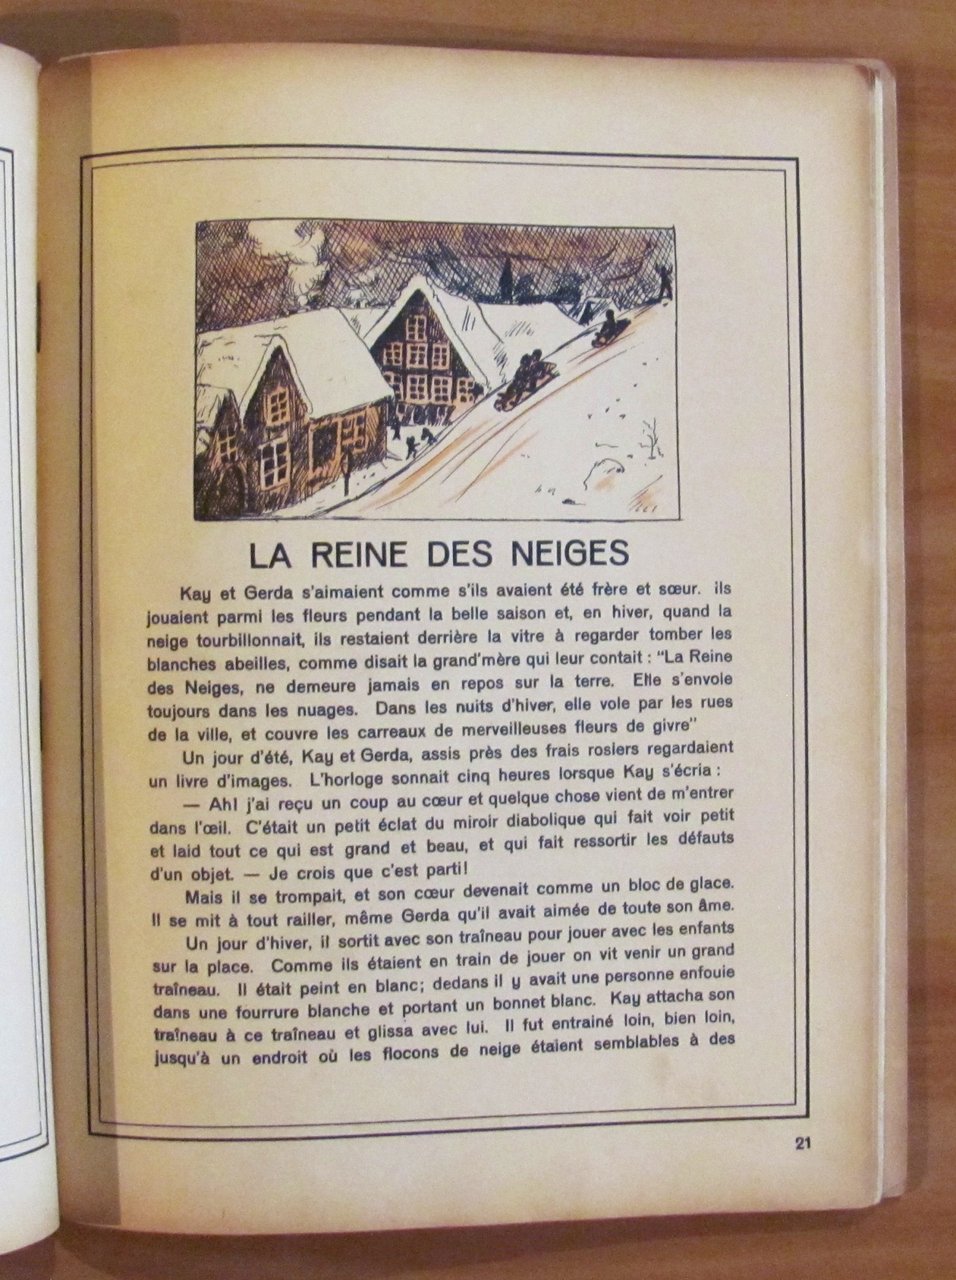 LA REINE DES NEIGES
Kay et Gerda s'aimaient comme s'ils avaient été frère et sœur. ils
jouaient parmi les fleurs pendant la belle saison et, en hiver, quand la
neige tourbillonnait, ils restaient derrière la vitre à regarder tomber les
blanches abeilles, comme disait la grand'mère qui leur contait : "La Reine
des Neiges, ne demeure jamais en repos sur la terre. Elle s'envole
toujours dans les nuages. Dans les nuits d'hiver, elle vole par les rues
de la ville, et couvre les carreaux de merveilleuses fleurs de givre"
Un jour d'été, Kay et Gerda, assis près des frais rosiers regardaient
un livre d'images. L'horloge sonnait cinq heures lorsque Kay s'écria :
— Ah! j'ai reçu un coup au cœur et quelque chose vient de m'entrer
dans l'œil. C'était un petit éclat du miroir diabolique qui fait voir petit
et laid tout ce qui est grand et beau, et qui fait ressortir les défauts
d'un objet. — Je crois que c'est parti!
Mais il se trompait, et son cœur devenait comme un bloc de glace.
Il se mit à tout railler, même Gerda qu'il avait aimée de toute son âme.
Un jour d'hiver, il sortit avec son traîneau pour jouer avec les enfants
sur la place. Comme ils étaient en train de jouer on vit venir un grand
traîneau. Il était peint en blanc; dedans il y avait une personne enfouie
dans une fourrure blanche et portant un bonnet blanc. Kay attacha son
traîneau à ce traîneau et glissa avec lui. Il fut entrainé loin, bien loin,
jusqu'à un endroit où les flocons de neige étaient semblables à des
21